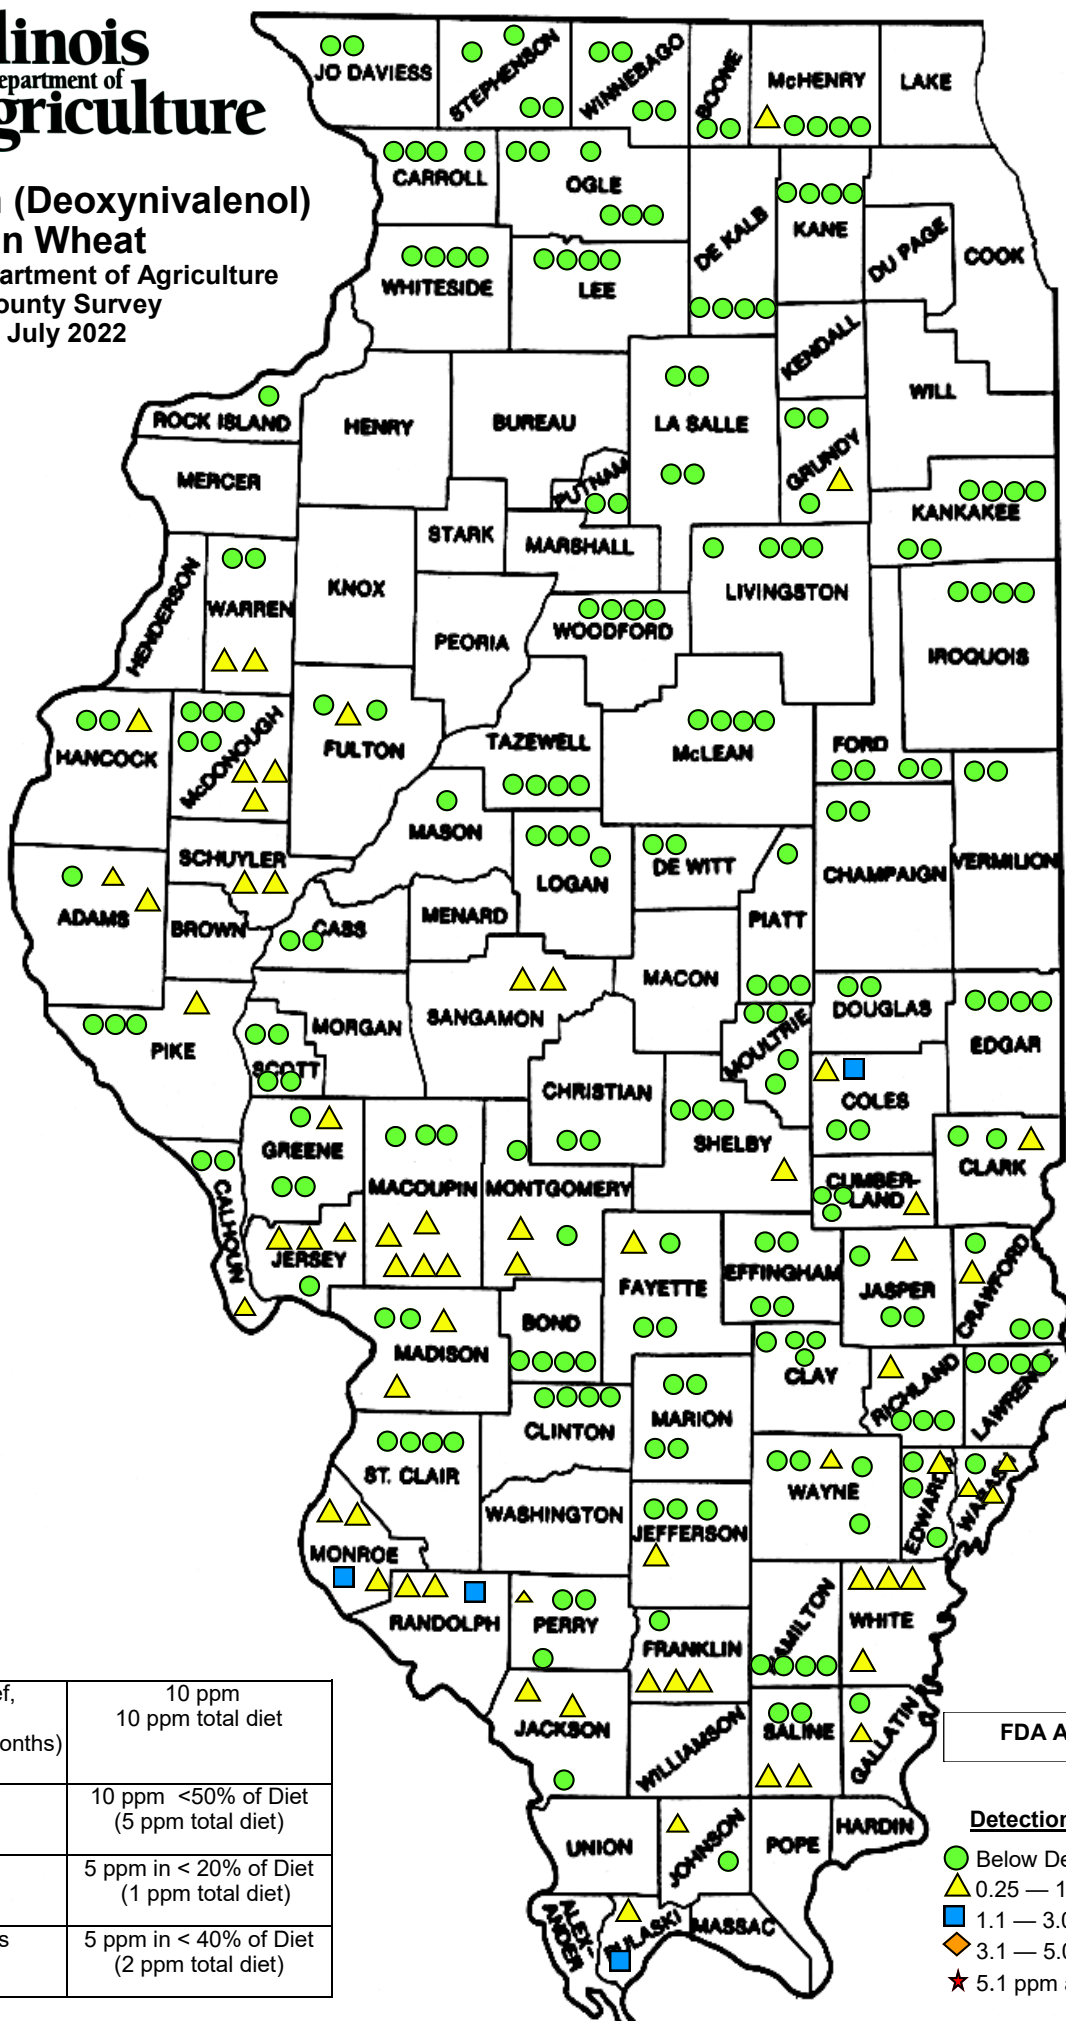 linois
epartment of
griculture
(Deoxynivalenol)
n Wheat
artment of Agriculture
ounty Survey
July 2022
JO DAVIESS
STEPHENSON
WINNEBAGO
BOONE
McHENRY
LAKE
CARROLL
OGLE
DE KALB
KANE
DU PAGE
COOK
WHITESIDE
LEE
KENDALL
WILL
ROCK ISLAND
HENRY
BUREAU
LA SALLE
GRUNDY
MERCER
PUTNAM
KANKAKEE
STARK
MARSHALL
HENDERSON
WARREN
KNOX
PEORIA
WOODFORD
LIVINGSTON
IROQUOIS
HANCOCK
McDONOUGH
FULTON
TAZEWELL
McLEAN
FORD
MASON
SCHUYLER
LOGAN
DE WITT
CHAMPAIGN
VERMILION
ADAMS
BROWN
CASS
MENARD
PIATT
MACON
PIKE
SCOTT
MORGAN
SANGAMON
MOULTRIE
DOUGLAS
EDGAR
CHRISTIAN
COLES
GREENE
MACOUPIN
MONTGOMERY
SHELBY
CUMBER-
LAND
CLARK
CALHOUN
JERSEY
FAYETTE
EFFINGHAM
JASPER
CRAWFORD
MADISON
BOND
CLAY
RICHLAND
LAWRENCE
CLINTON
MARION
ST. CLAIR
WASHINGTON
WAYNE
EDWARDS
WABASH
MONROE
JEFFERSON
RANDOLPH
PERRY
FRANKLIN
HAMILTON
WHITE
JACKSON
WILLIAMSON
SALINE
GALLATIN
UNION
JOHNSON
POPE
HARDIN
ALEX-
ANDER
PULASKI
MASSAC
ef,
onths)
10 ppm
10 ppm total diet
10 ppm <50% of Diet
(5 ppm total diet)
5 ppm in < 20% of Diet
(1 ppm total diet)
s
5 ppm in < 40% of Diet
(2 ppm total diet)
FDA A
Detection
Below De
0.25 — 1
1.1 — 3.0
3.1 — 5.0
5.1 ppm a